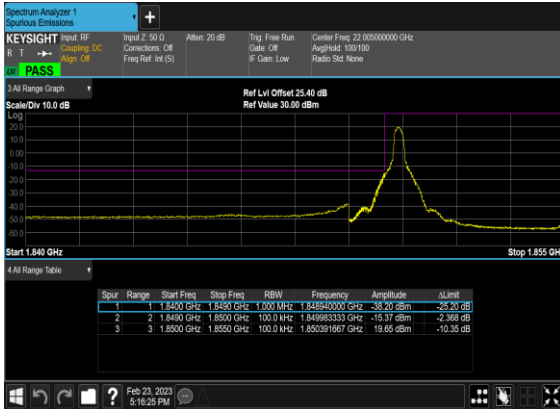 Spectrum Analyzer 1
Spurious Emissions
+
KEYSIGHT Input: RF Input Z: 50 Ω Atten: 20 dB Trig: Free Run Center Freq: 22.005000000 GHz
R T Coupling: DC Corrections: Off Gate: Off Avg|Hold: 100/100
Align: Off Freq Ref: Int (S) IF Gain: Low Radio Std: None
PASS
3 All Range Graph
Ref Lvl Offset 25.40 dB
Scale/Div 10.0 dB Ref Value 30.00 dBm
Log
20.0
10.0
0.00
-10.0
-20.0
-30.0
-40.0
-50.0
-60.0
Start 1.840 GHz Stop 1.855 GH
4 All Range Table
Spur Range Start Freq Stop Freq RBW Frequency Amplitude ΔLimit
1 1 1.8400 GHz 1.8490 GHz 1.000 MHz 1.848940000 GHz -38.20 dBm -25.20 dB
2 2 1.8490 GHz 1.8500 GHz 100.0 kHz 1.849983333 GHz -15.37 dBm -2.368 dB
3 3 1.8500 GHz 1.8550 GHz 100.0 kHz 1.850391667 GHz 19.65 dBm -10.35 dB
? Feb 23, 2023
5:16:25 PM